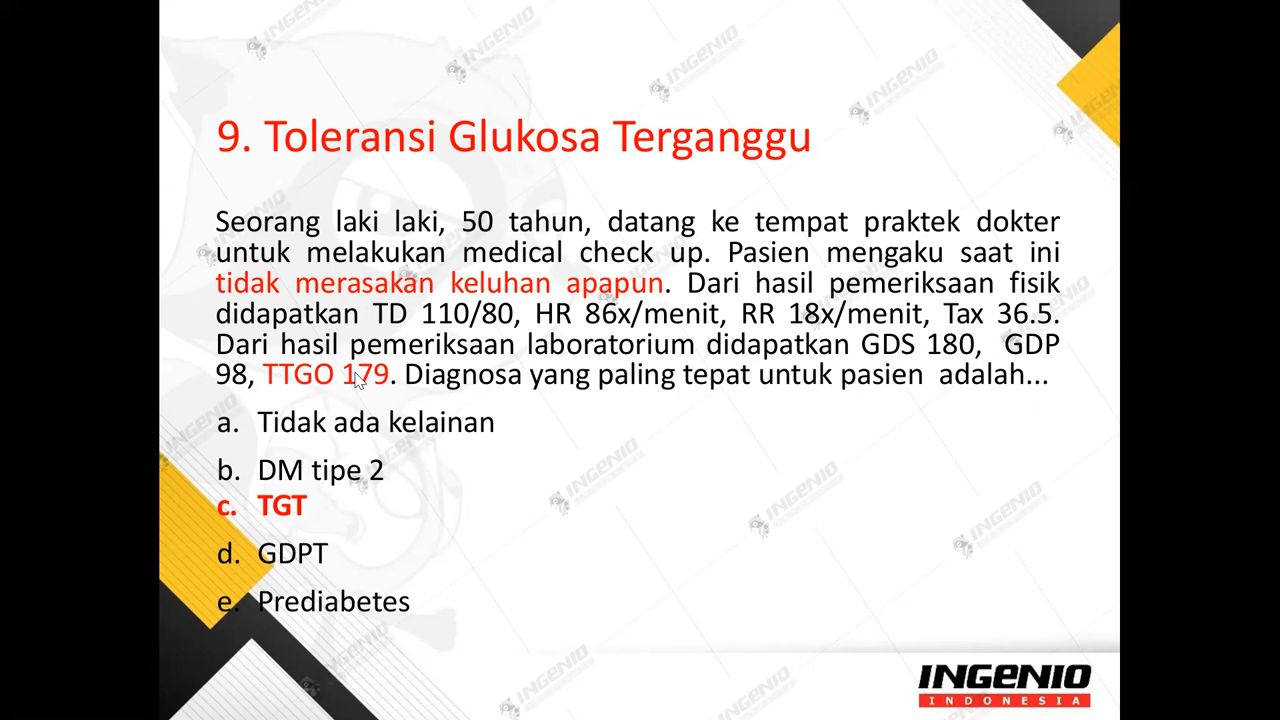 9. Toleransi Glukosa Terganggu
Seorang laki laki, 50 tahun, datang ke tempat praktek dokter
untuk melakukan medical check up. Pasien mengaku saat ini
tidak merasakan keluhan apapun. Dari hasil pemeriksaan fisik
didapatkan TD 110/80, HR 86x/menit, RR 18x/menit, Tax 36.5.
Dari hasil pemeriksaan laboratorium didapatkan GDS 180, GDP
98, TTGO 179. Diagnosa yang paling tepat untuk pasien adalah...
a. Tidak ada kelainan
b. DM tipe 2
c. TGT
d. GDPT
e. Prediabetes
INGENIO
INDONESIA